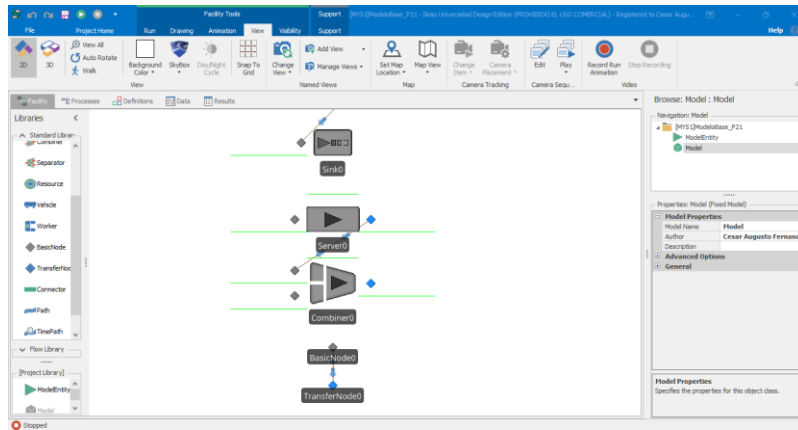 Facility Tools
Support
[MYS1]ModeloBase_P21 - Simio Universidad Design Edition (PROHIBIDO EL USO COMERCIAL) - Registered to Cesar Augu...
File
Project Home
Run
Drawing
Animation
View
Visibility
Support
Help
2D
3D
View All
Auto Rotate
Walk
Background Color
SkyBox
Day/Night Cycle
Snap To Grid
Change View
Add View
Manage Views
Set Map Location
Map View
Change Item
Camera Placement
Edit
Play
Record Run Animation
Stop Recording
View
Named Views
Map
Camera Tracking
Camera Sequ...
Video
Facility
Processes
Definitions
Data
Results
Libraries
Standard Librar
Combiner
Separator
Resource
Vehicle
Worker
BasicNode
TransferNoc
Connector
Path
TimePath
Flow Library
[Project Library]
ModelEntity
Model
Sink0
Server0
Combiner0
BasicNode0
TransferNode0
Browse: Model : Model
Navigation: Model
[MYS1]ModeloBase_P21
ModelEntity
Model
Properties: Model (Fixed Model)
Model Properties
Model Name
Model
Author
Cesar Augusto Fernan
Description
Advanced Options
General
Model Properties
Specifies the properties for this object class.
Stopped